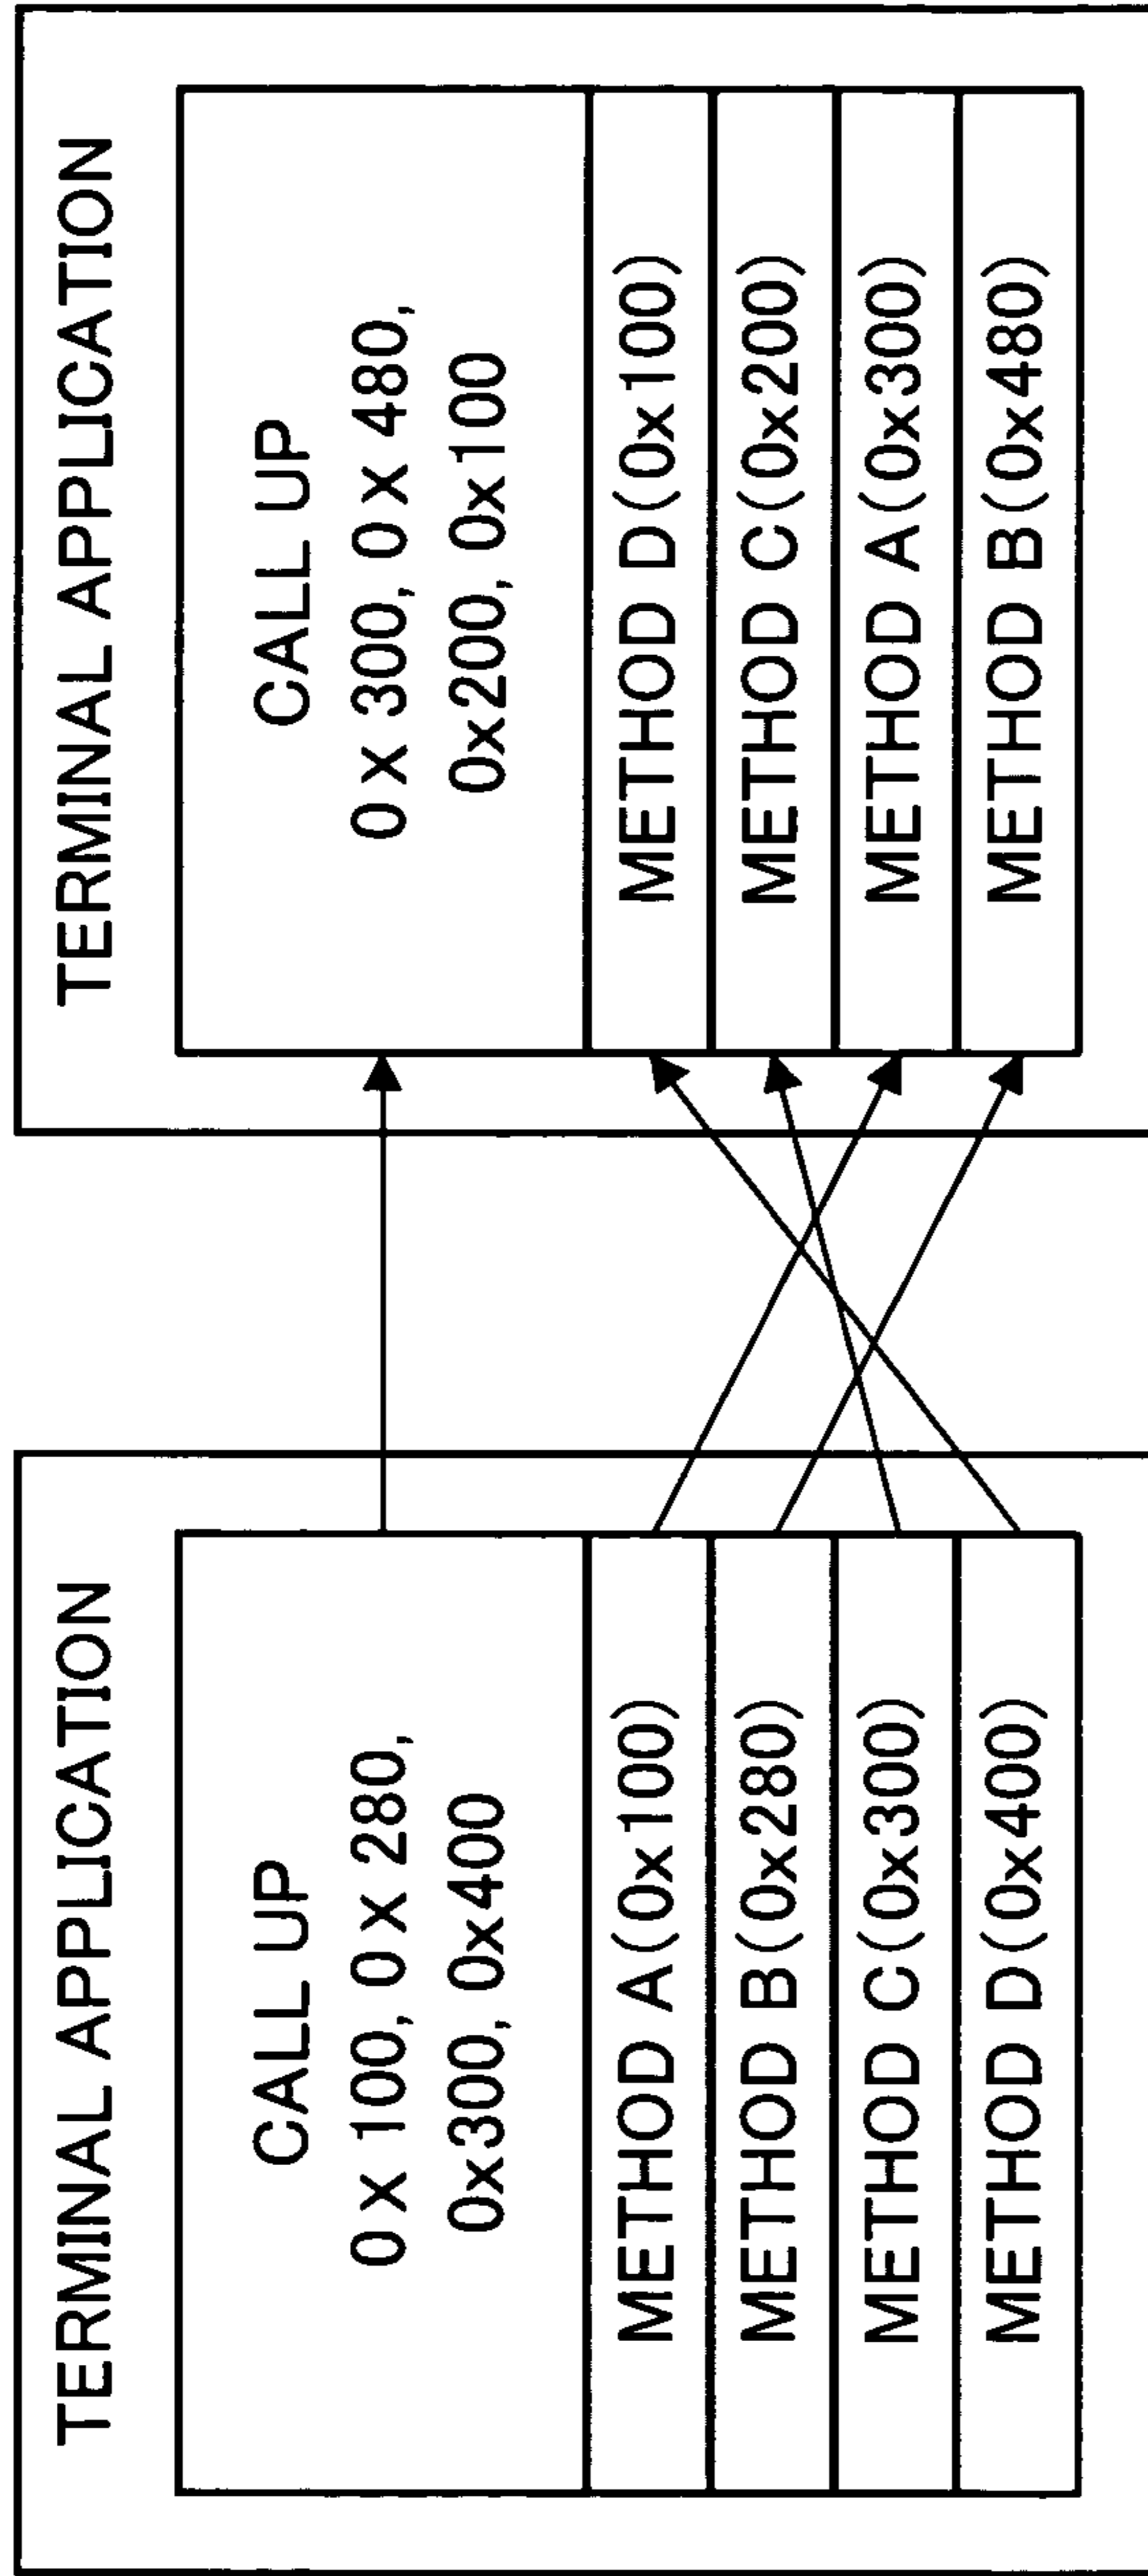 TERMINAL APPLICATION
CALL UP
0 x 100, 0 x 280,
0x300, 0x400
METHOD A(0x100)
METHOD B(0x280)
METHOD C(0x300)
METHOD D(0x400)
TERMINAL APPLICATION
CALL UP
0 x 300, 0 x 480,
0x200, 0x100
METHOD D(0x100)
METHOD C(0x200)
METHOD A(0x300)
METHOD B(0x480)